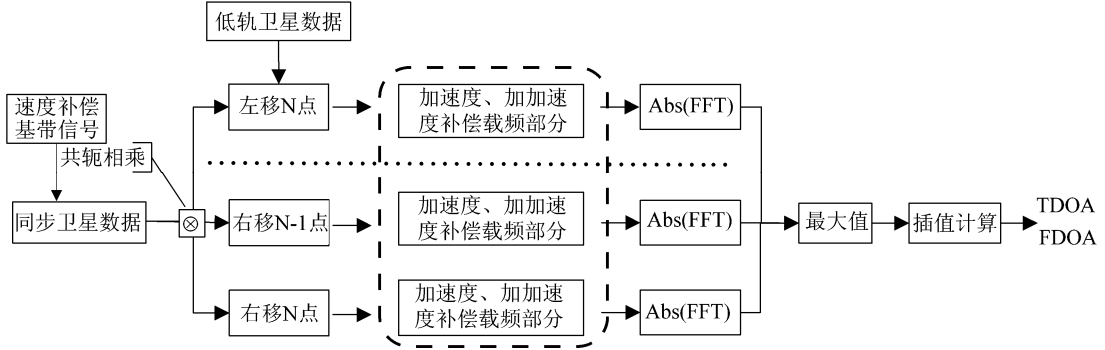 低轨卫星数据
速度补偿
基带信号
共轭相乘
同步卫星数据
⊗
左移N点
加速度、加加速
度补偿载频部分
Abs(FFT)
右移N-1点
加速度、加加速
度补偿载频部分
Abs(FFT)
右移N点
加速度、加加速
度补偿载频部分
Abs(FFT)
最大值
插值计算
TDOA
FDOA